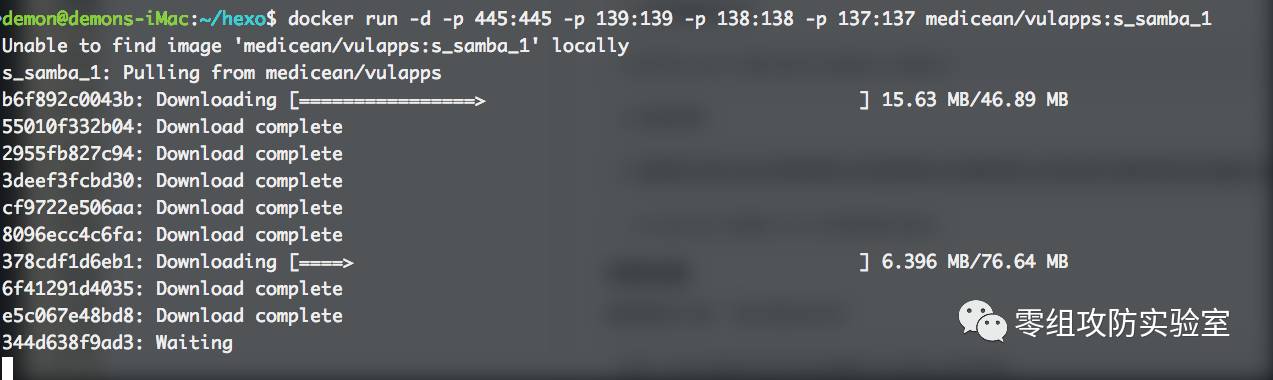 demon@demons-iMac:~/hexo$ docker run -d -p 445:445 -p 139:139 -p 138:138 -p 137:137 medicean/vulapps:s_samba_1
Unable to find image 'medicean/vulapps:s_samba_1' locally
s_samba_1: Pulling from medicean/vulapps
b6f892c0043b: Downloading [================>                                  ] 15.63 MB/46.89 MB
55010f332b04: Download complete
2955fb827c94: Download complete
3deef3fcbd30: Download complete
cf9722e506aa: Download complete
8096ecc4c6fa: Download complete
378cdf1d6eb1: Downloading [====>                                              ] 6.396 MB/76.64 MB
6f41291d4035: Download complete
e5c067e48bd8: Download complete
344d638f9ad3: Waiting
零组攻防实验室